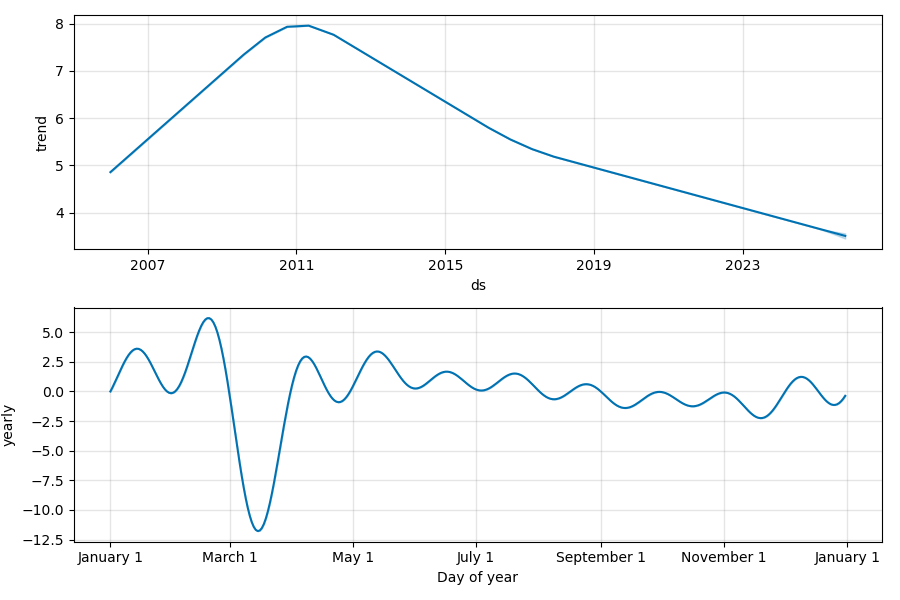 8
7
6
5
4
trend
2007 2011 2015 2019 2023
ds
5.0
2.5
0.0
−2.5
−5.0
−7.5
−10.0
−12.5
yearly
January 1 March 1 May 1 July 1 September 1 November 1 January 1
Day of year